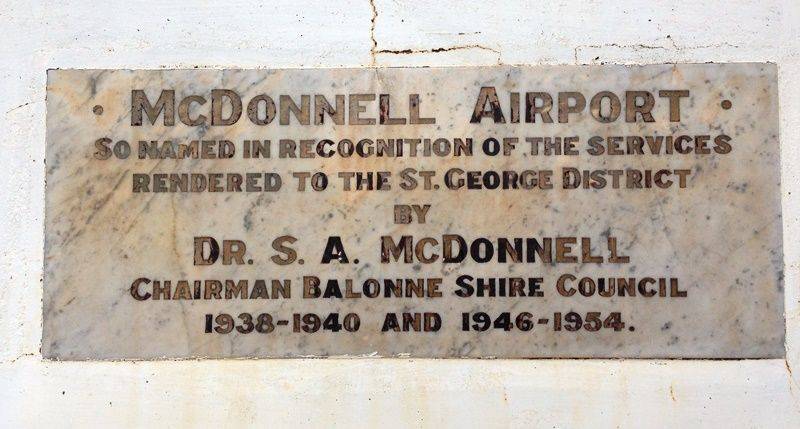 · McDONNELL AIRPORT ·
SO NAMED IN RECOGNITION OF THE SERVICES
RENDERED TO THE ST. GEORGE DISTRICT
BY
DR. S. A. McDONNELL
CHAIRMAN BALONNE SHIRE COUNCIL
1938-1940 AND 1946-1954.